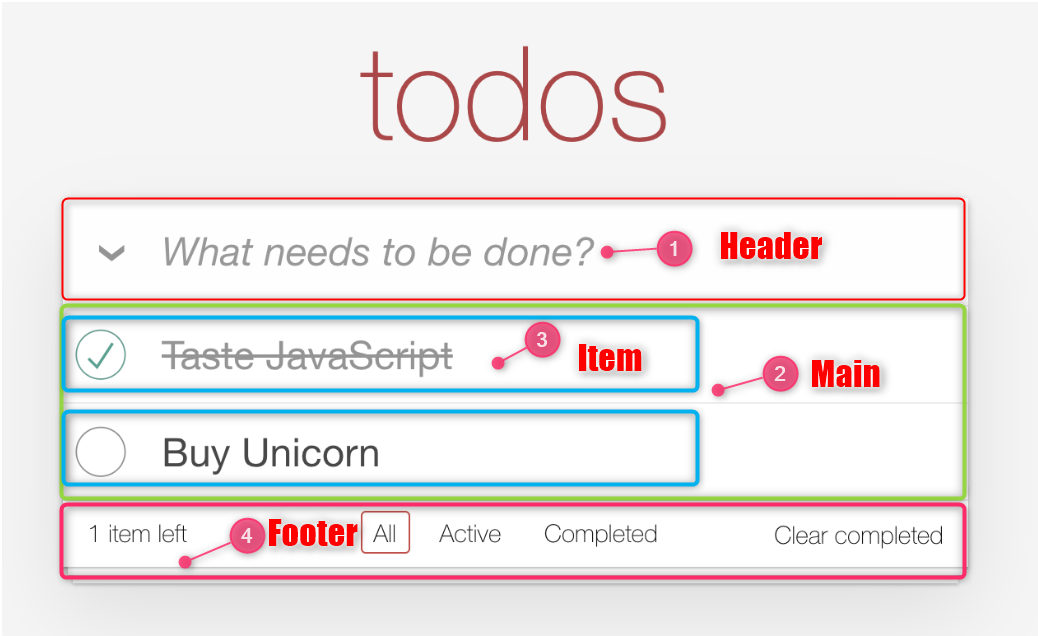 todos
What needs to be done? 1 Header
Taste JavaScript 3 Item
2 Main
Buy Unicorn
1 item left 4 Footer All Active Completed Clear completed